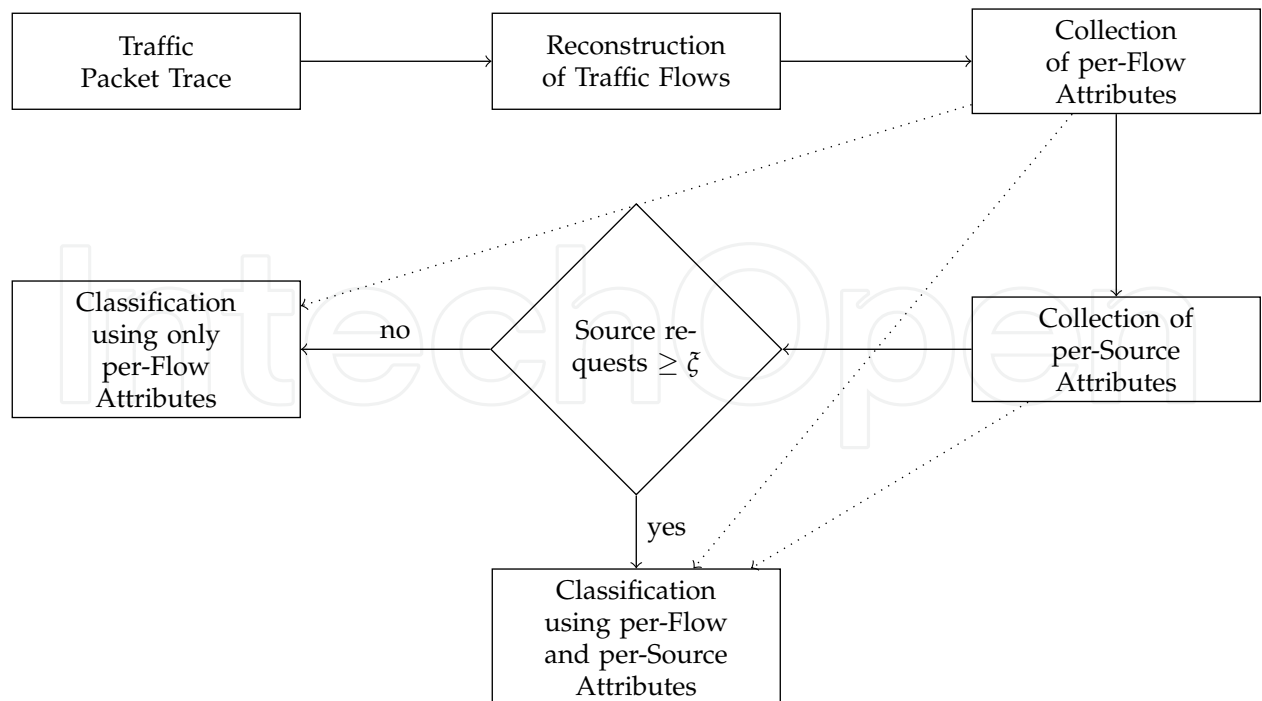 Traffic
Packet Trace
Reconstruction
of Traffic Flows
Collection
of per-Flow
Attributes
Classification
using only
per-Flow
Attributes
no
Source re-
quests ≥ ξ
Collection of
per-Source
Attributes
IntechOpen
yes
Classification
using per-Flow
and per-Source
Attributes